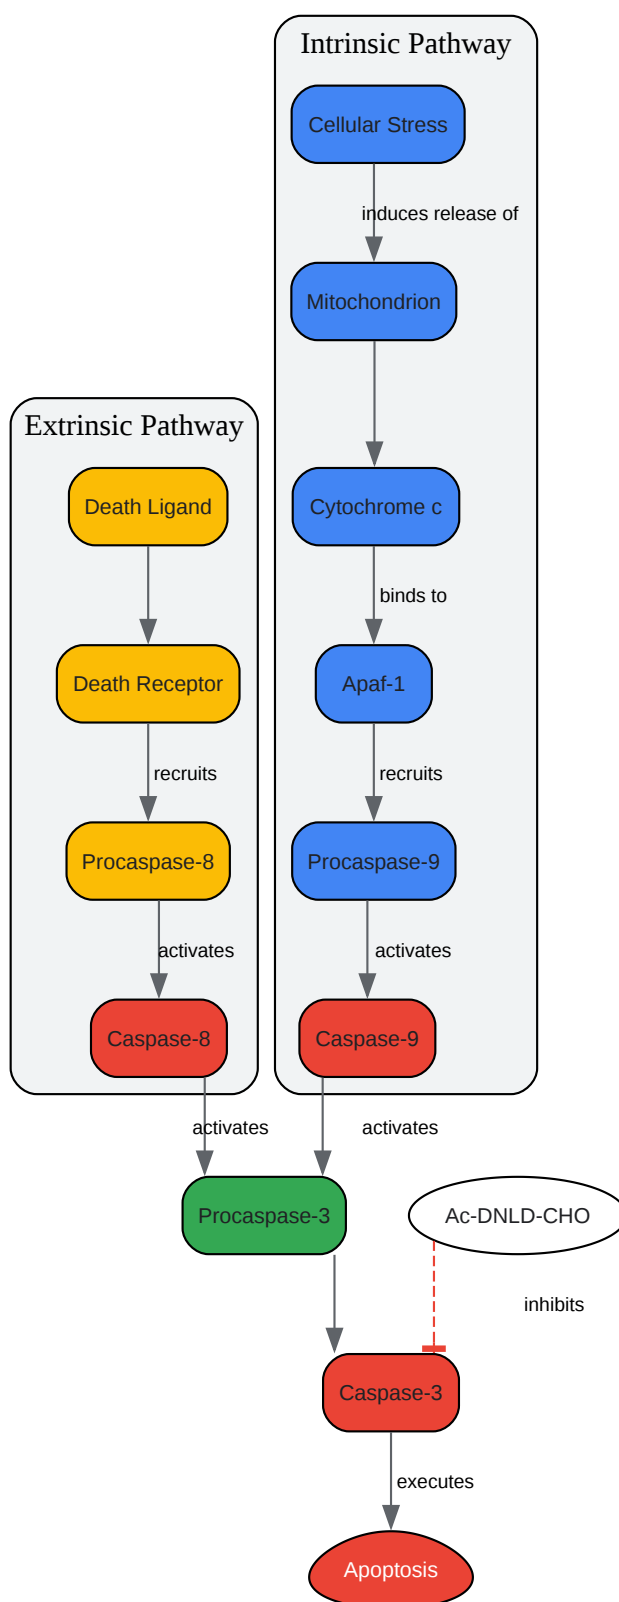 Intrinsic Pathway
Cellular Stress
induces release of
Mitochondrion
Extrinsic Pathway
Death Ligand
Cytochrome c
binds to
Death Receptor
Apaf-1
recruits
recruits
Procaspase-8
Procaspase-9
activates
activates
Caspase-8
Caspase-9
activates
activates
Procaspase-3
Ac-DNLD-CHO
inhibits
Caspase-3
executes
Apoptosis